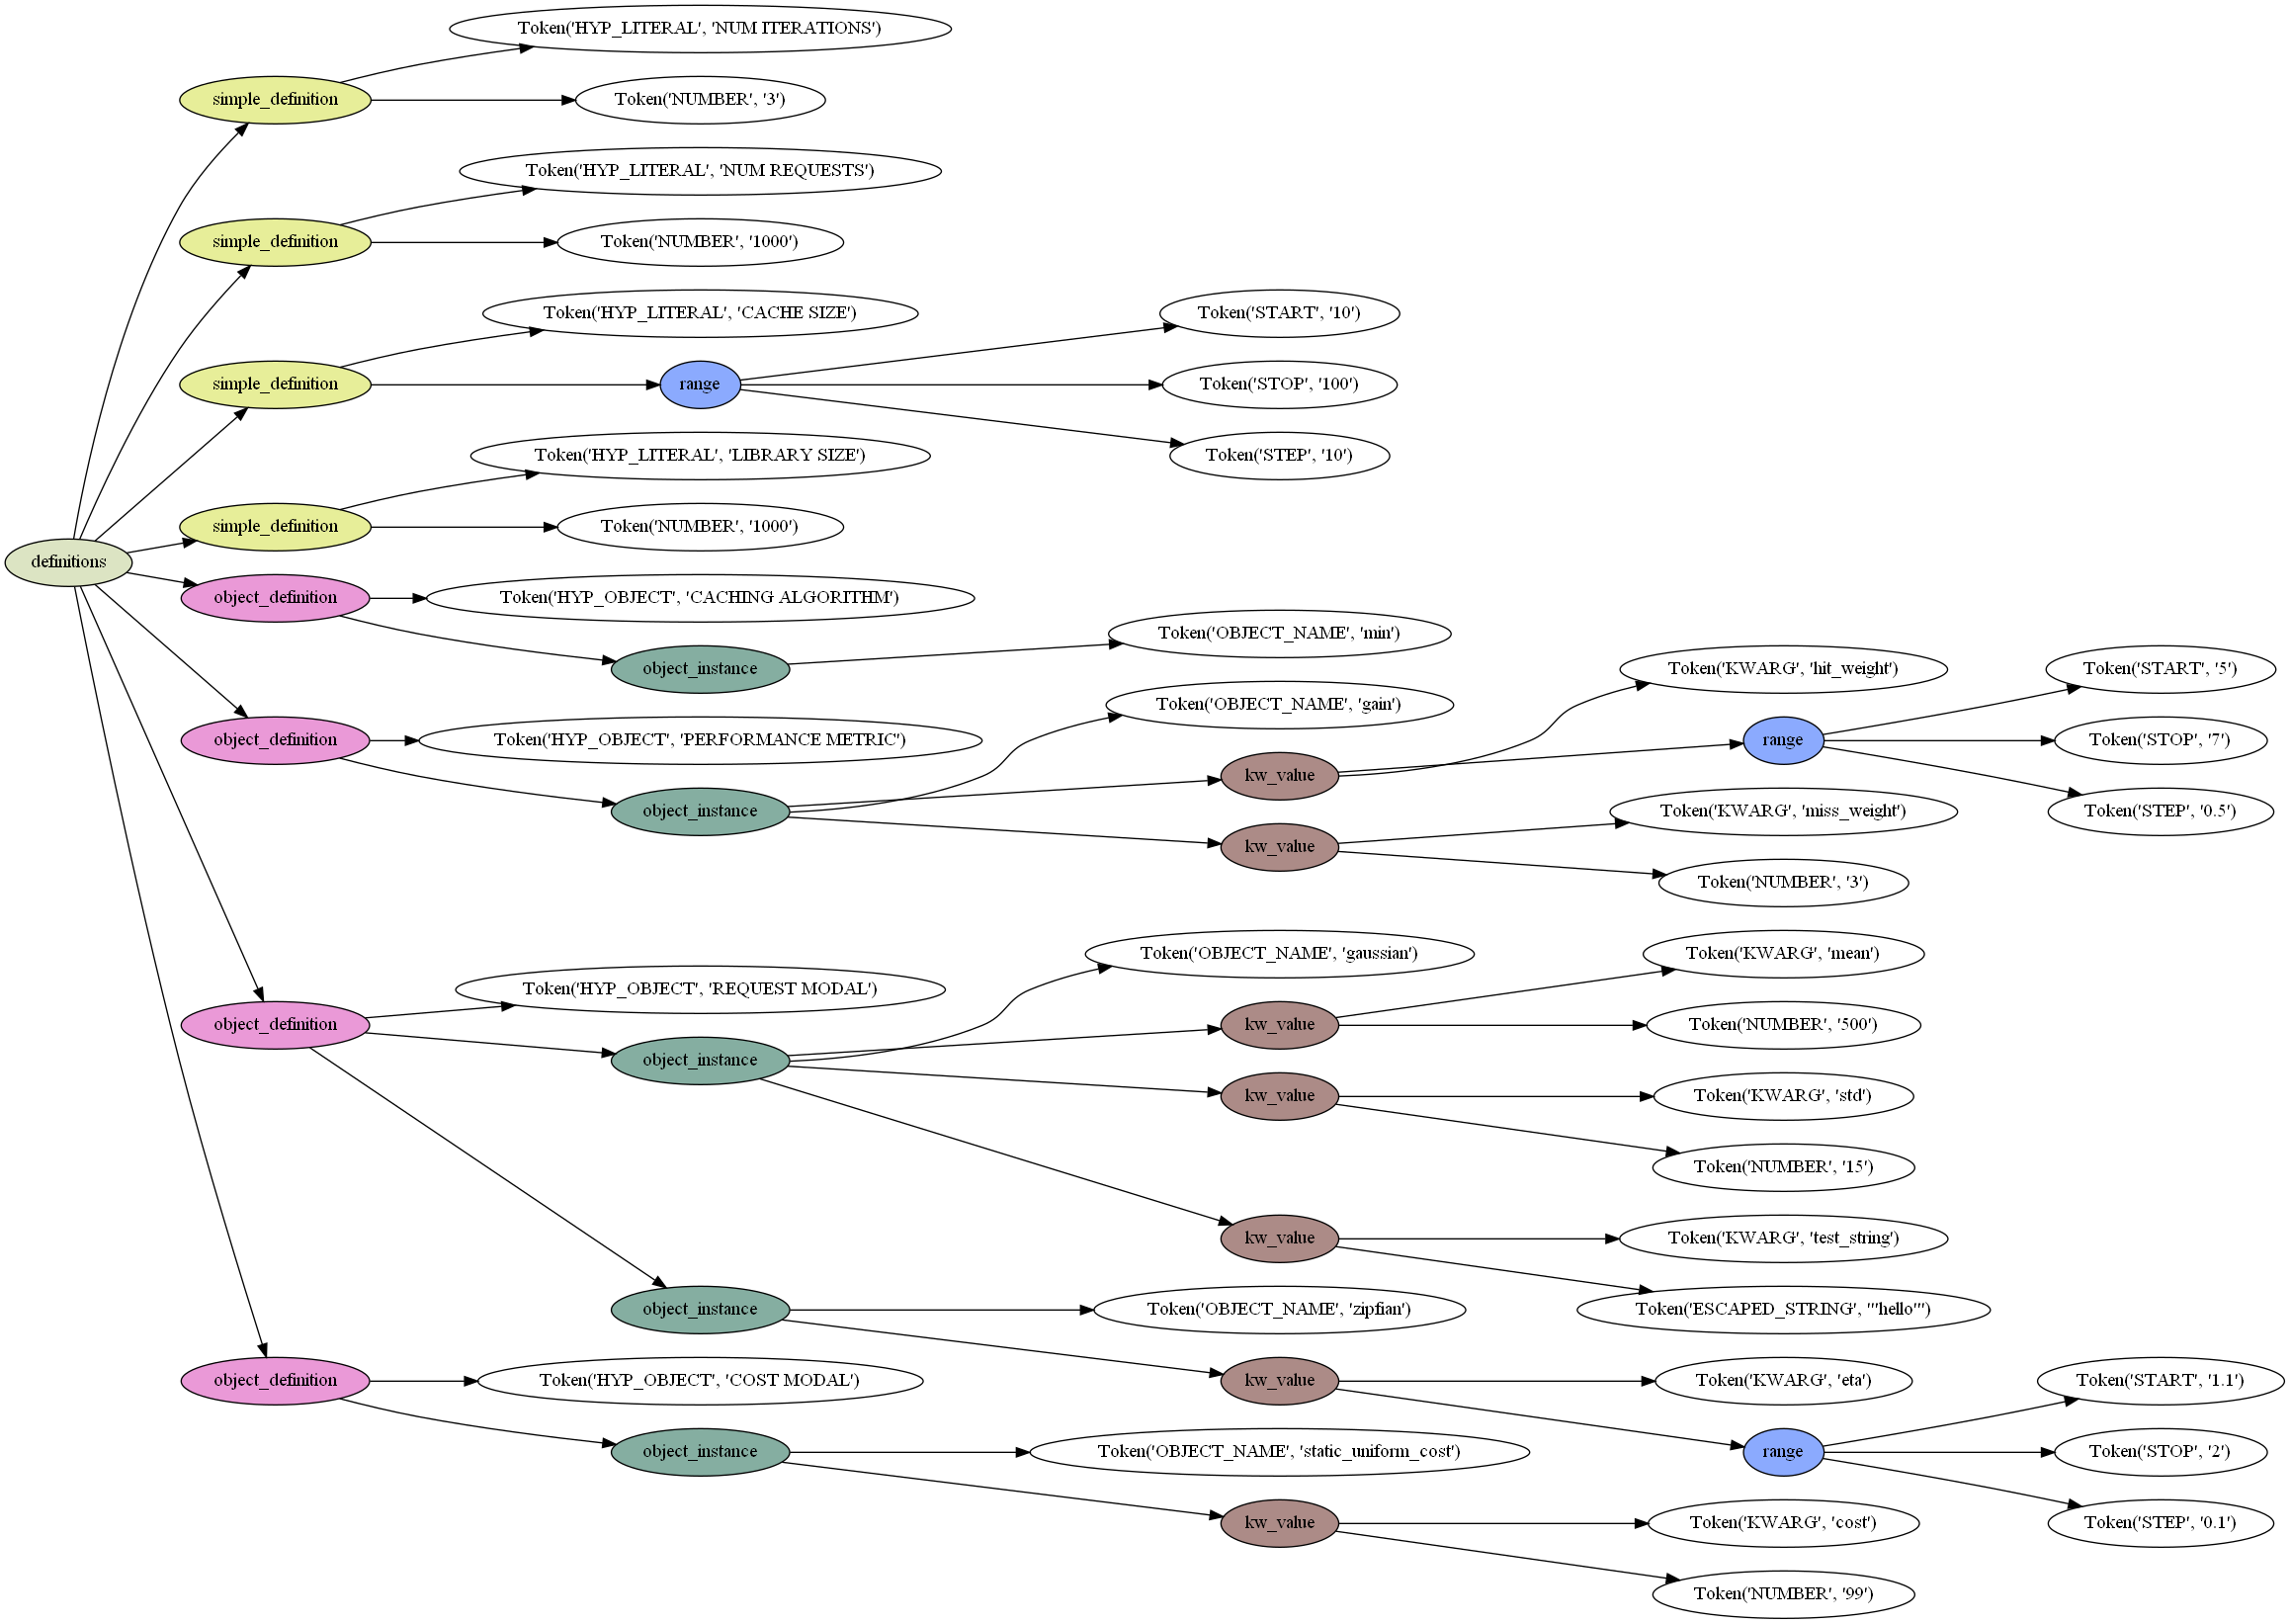 Token('HYP_LITERAL', 'NUM ITERATIONS')
simple_definition
Token('NUMBER', '3')
Token('HYP_LITERAL', 'NUM REQUESTS')
simple_definition
Token('NUMBER', '1000')
Token('HYP_LITERAL', 'CACHE SIZE')
Token('START', '10')
simple_definition
range
Token('STOP', '100')
Token('HYP_LITERAL', 'LIBRARY SIZE')
Token('STEP', '10')
simple_definition
Token('NUMBER', '1000')
definitions
object_definition
Token('HYP_OBJECT', 'CACHING ALGORITHM')
Token('OBJECT_NAME', 'min')
object_instance
Token('KWARG', 'hit_weight')
Token('START', '5')
Token('OBJECT_NAME', 'gain')
object_definition
Token('HYP_OBJECT', 'PERFORMANCE METRIC')
range
Token('STOP', '7')
kw_value
object_instance
Token('KWARG', 'miss_weight')
Token('STEP', '0.5')
kw_value
Token('NUMBER', '3')
Token('OBJECT_NAME', 'gaussian')
Token('KWARG', 'mean')
Token('HYP_OBJECT', 'REQUEST MODAL')
object_definition
kw_value
Token('NUMBER', '500')
object_instance
kw_value
Token('KWARG', 'std')
Token('NUMBER', '15')
kw_value
Token('KWARG', 'test_string')
object_instance
Token('OBJECT_NAME', 'zipfian')
Token('ESCAPED_STRING', '"hello"')
object_definition
Token('HYP_OBJECT', 'COST MODAL')
kw_value
Token('KWARG', 'eta')
Token('START', '1.1')
object_instance
Token('OBJECT_NAME', 'static_uniform_cost')
range
Token('STOP', '2')
kw_value
Token('KWARG', 'cost')
Token('STEP', '0.1')
Token('NUMBER', '99')